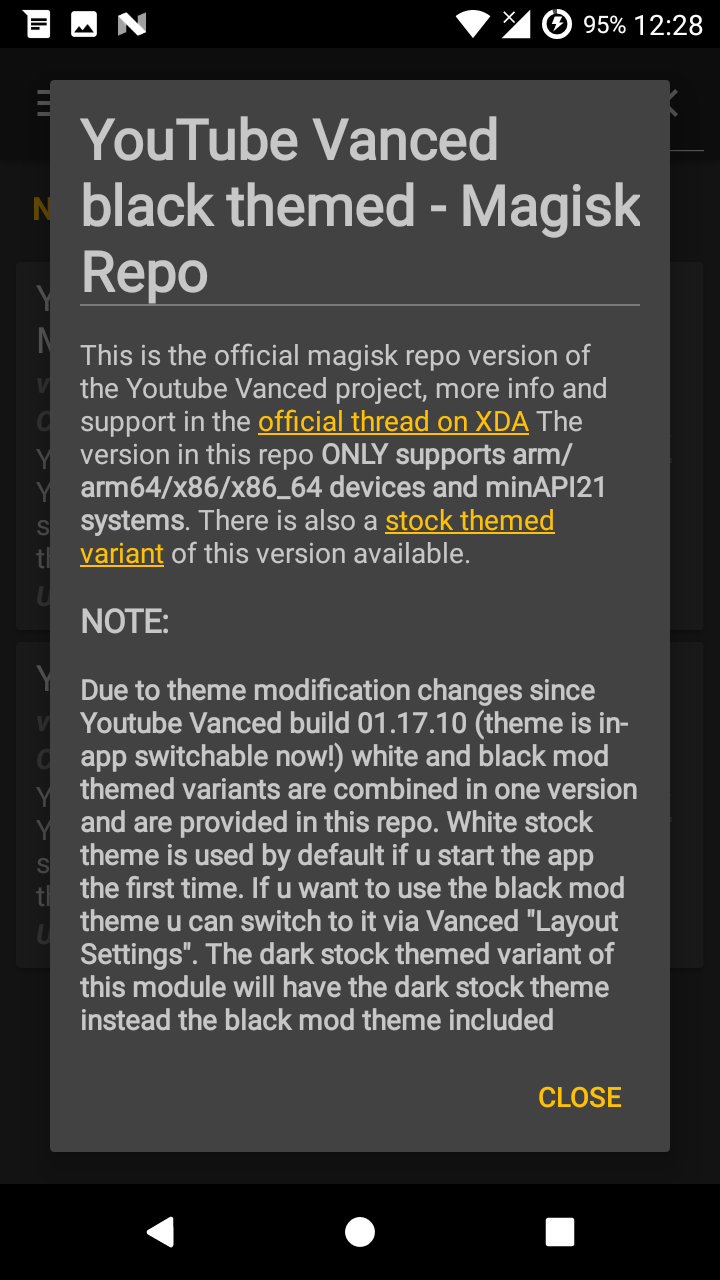 95% 12:28
YouTube Vanced
black themed - Magisk
Repo
This is the official magisk repo version of
the Youtube Vanced project, more info and
support in the official thread on XDA The
version in this repo ONLY supports arm/
arm64/x86/x86_64 devices and minAPI21
systems. There is also a stock themed
variant of this version available.
NOTE:
Due to theme modification changes since
Youtube Vanced build 01.17.10 (theme is in-
app switchable now!) white and black mod
themed variants are combined in one version
and are provided in this repo. White stock
theme is used by default if u start the app
the first time. If u want to use the black mod
theme u can switch to it via Vanced "Layout
Settings". The dark stock themed variant of
this module will have the dark stock theme
instead the black mod theme included
CLOSE